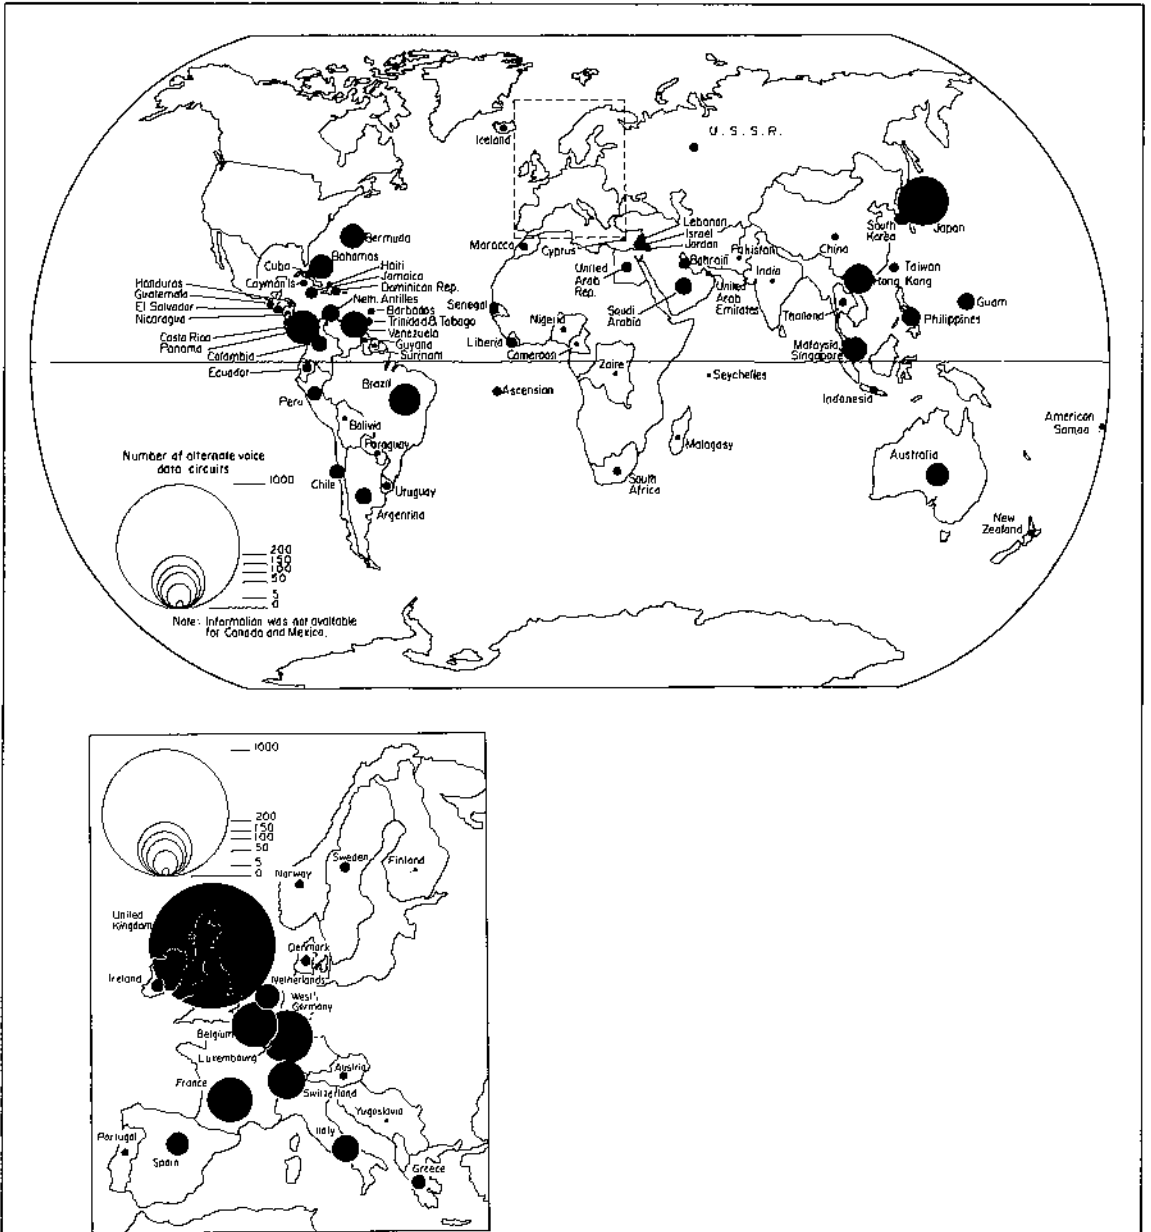 Iceland
U.S.S.R.
Bermuda
Bahamas
Cuba
Cayman Is
Haiti
Jamaica
Dominican Rep.
Honduras
Guatemala
El Salvador
Nicaragua
Neth. Antilles
Barbados
Trinidad & Tobago
Costa Rica
Panama
Venezuela
Guyana
Surinam
Colombia
Ecuador
Peru
Brazil
Bolivia
Paraguay
Chile
Uruguay
Argentina
Morocco
Cyprus
Lebanon
Israel
Jordan
Bahrain
United
Arab
Rep.
Saudi
Arabia
United
Arab
Emirates
Pakistan
India
Senegal
Liberia
Nigeria
Cameroon
Zaire
Ascension
Seychelles
Malagasy
South
Africa
China
South
Korea
Japan
Taiwan
Hong Kong
Thailand
Philippines
Guam
Malaysia,
Singapore
Indonesia
Australia
American
Samoa
New
Zealand
Number of alternate voice
data circuits
1000
200
150
100
50
5
0
Note: Information was not available
for Canada and Mexico.
1000
200
150
100
50
5
0
Norway
Sweden
Finland
United
Kingdom
Ireland
Denmark
Netherlands
West
Germany
Belgium
Luxembourg
France
Austria
Switzerland
Yugoslavia
Portugal
Spain
Italy
Greece